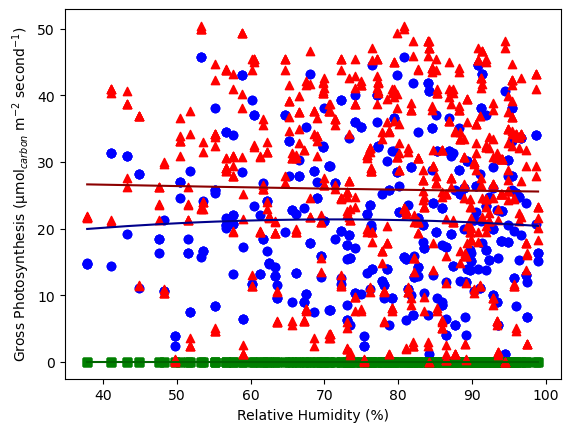 Gross Photosynthesis (μmol$_{carbon}$ m$^{-2}$ second$^{-1}$)
50
40
30
20
10
0
40 50 60 70 80 90 100
Relative Humidity (%)